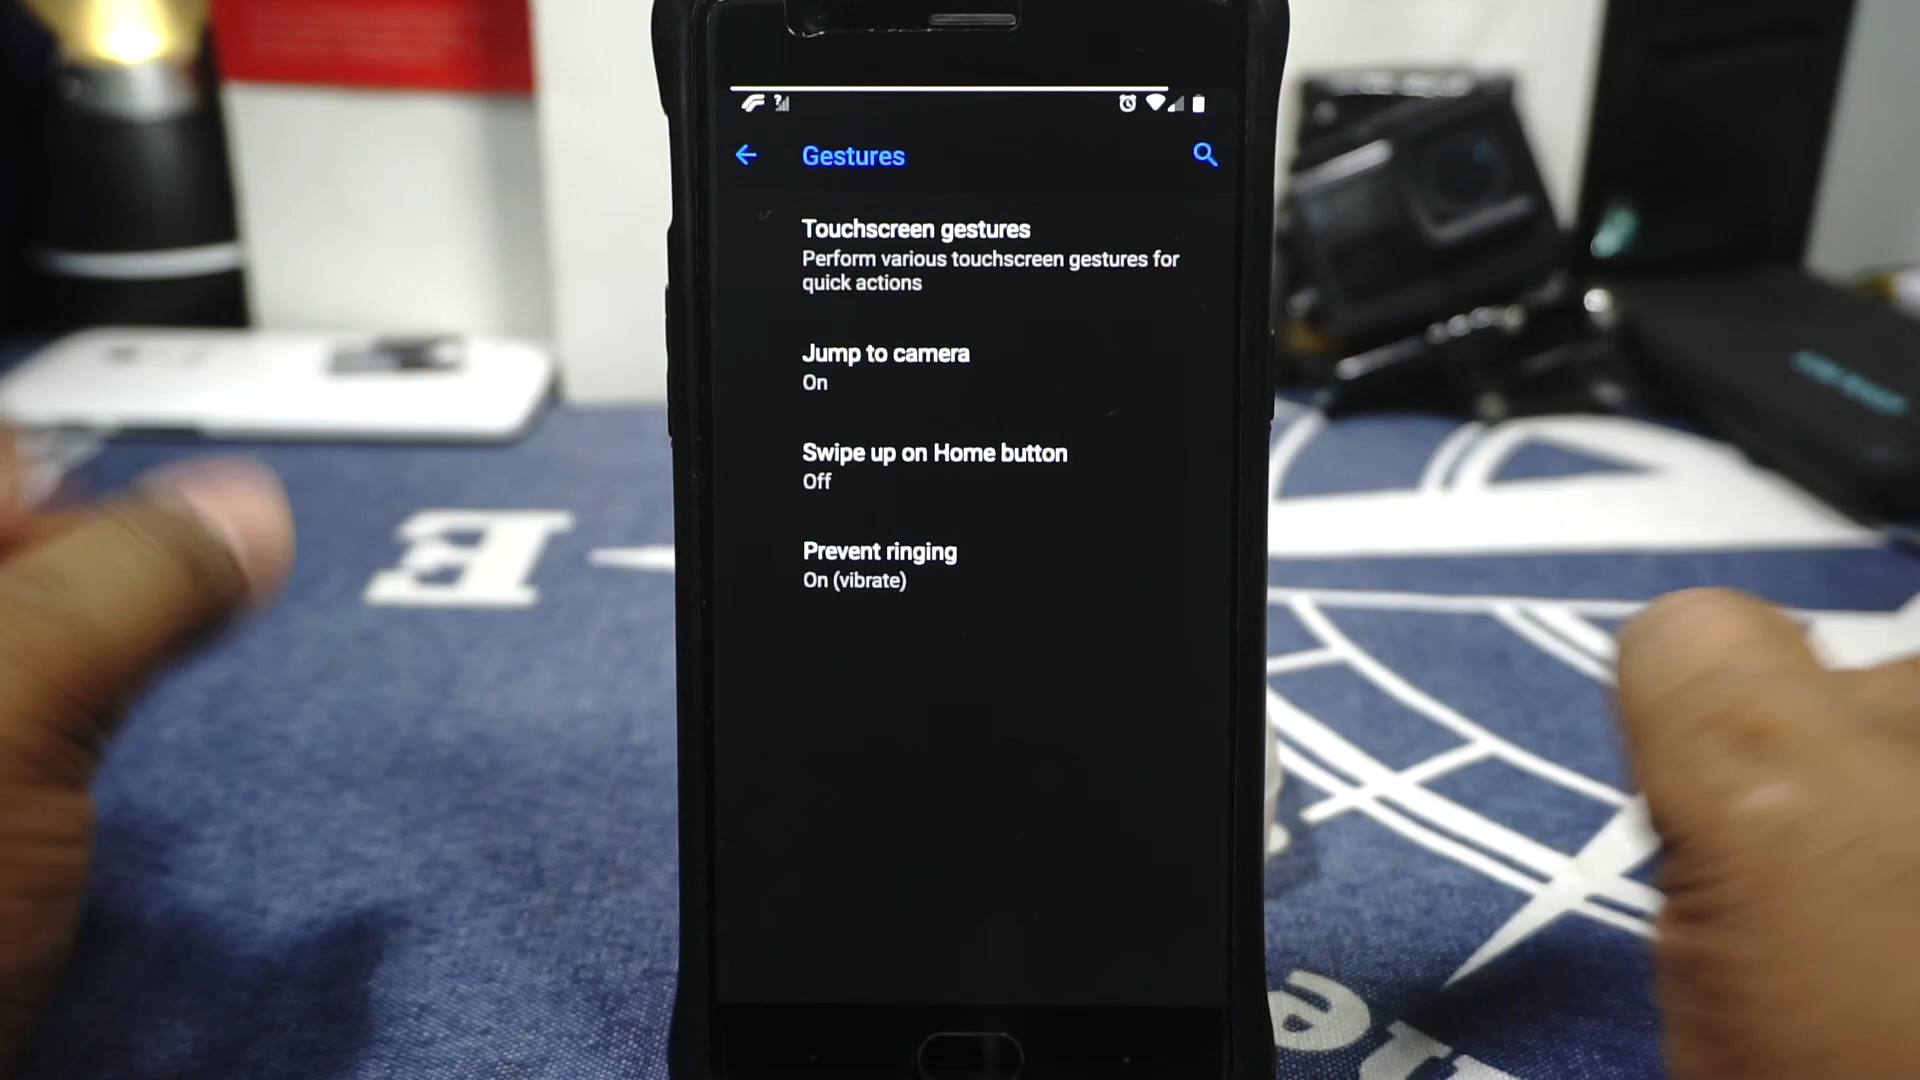 Gestures
Touchscreen gestures
Perform various touchscreen gestures for
quick actions
Jump to camera
On
Swipe up on Home button
Off
Prevent ringing
On (vibrate)
E